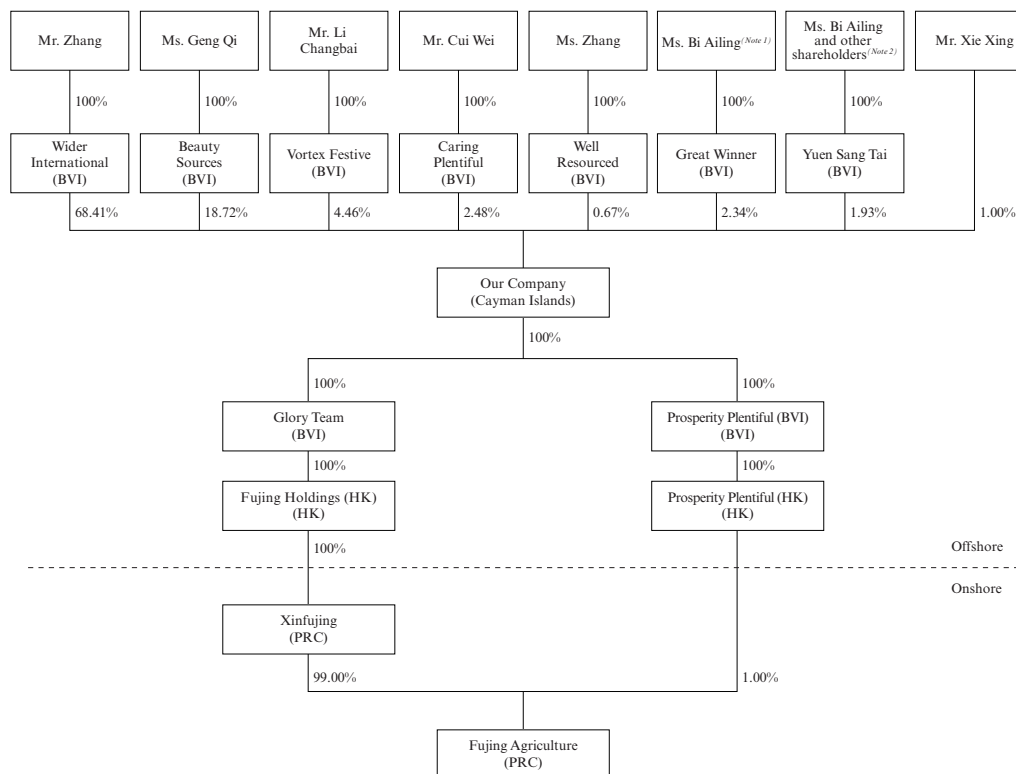 Mr. Zhang
Ms. Geng Qi
Mr. Li
Changbai
Mr. Cui Wei
Ms. Zhang
Ms. Bi Ailing(Note 1)
Ms. Bi Ailing
and other
shareholders(Note 2)
Mr. Xie Xing
100%
100%
100%
100%
100%
100%
100%
Wider
International
(BVI)
Beauty
Sources
(BVI)
Vortex Festive
(BVI)
Caring
Plentiful
(BVI)
Well
Resourced
(BVI)
Great Winner
(BVI)
Yuen Sang Tai
(BVI)
68.41%
18.72%
4.46%
2.48%
0.67%
2.34%
1.93%
1.00%
Our Company
(Cayman Islands)
100%
100%
100%
Glory Team
(BVI)
Prosperity Plentiful (BVI)
(BVI)
100%
100%
Fujing Holdings (HK)
(HK)
Prosperity Plentiful (HK)
(HK)
100%
Offshore
Onshore
Xinfujing
(PRC)
99.00%
1.00%
Fujing Agriculture
(PRC)